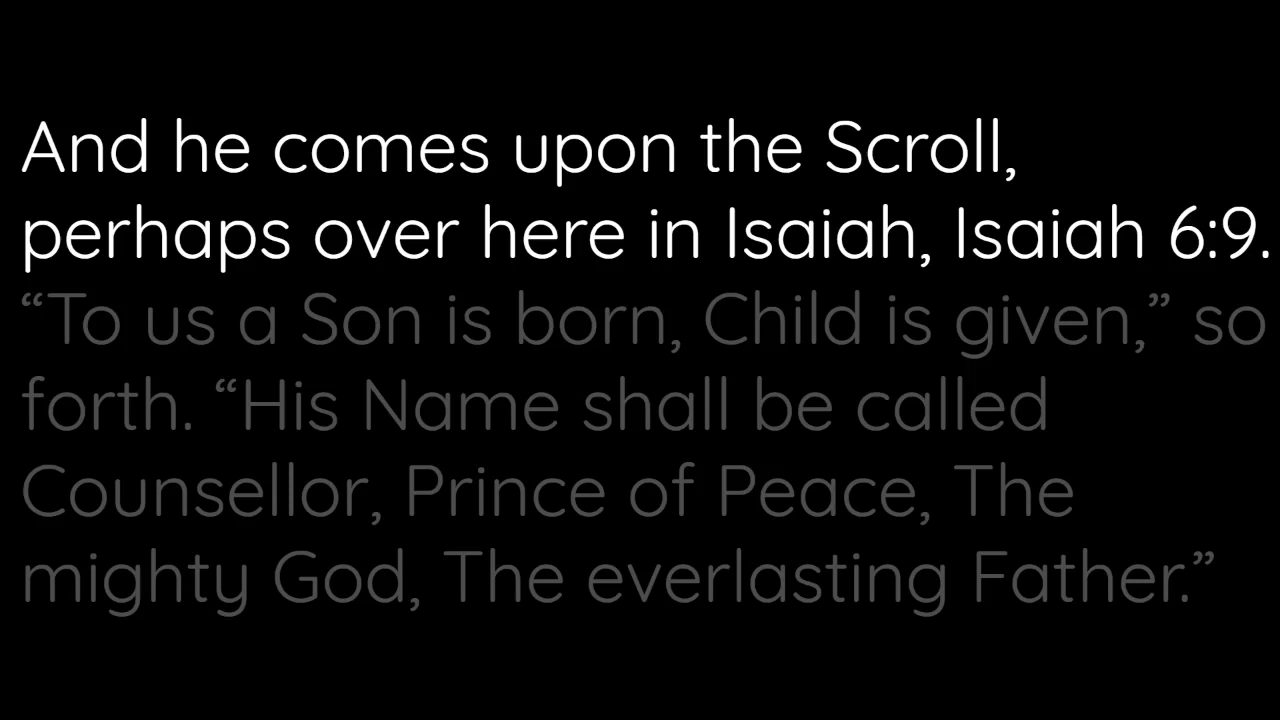 And he comes upon the Scroll,
perhaps over here in Isaiah, Isaiah 6:9.
“To us a Son is born, Child is given,” so
forth. “His Name shall be called
Counsellor, Prince of Peace, The
mighty God, The everlasting Father.”